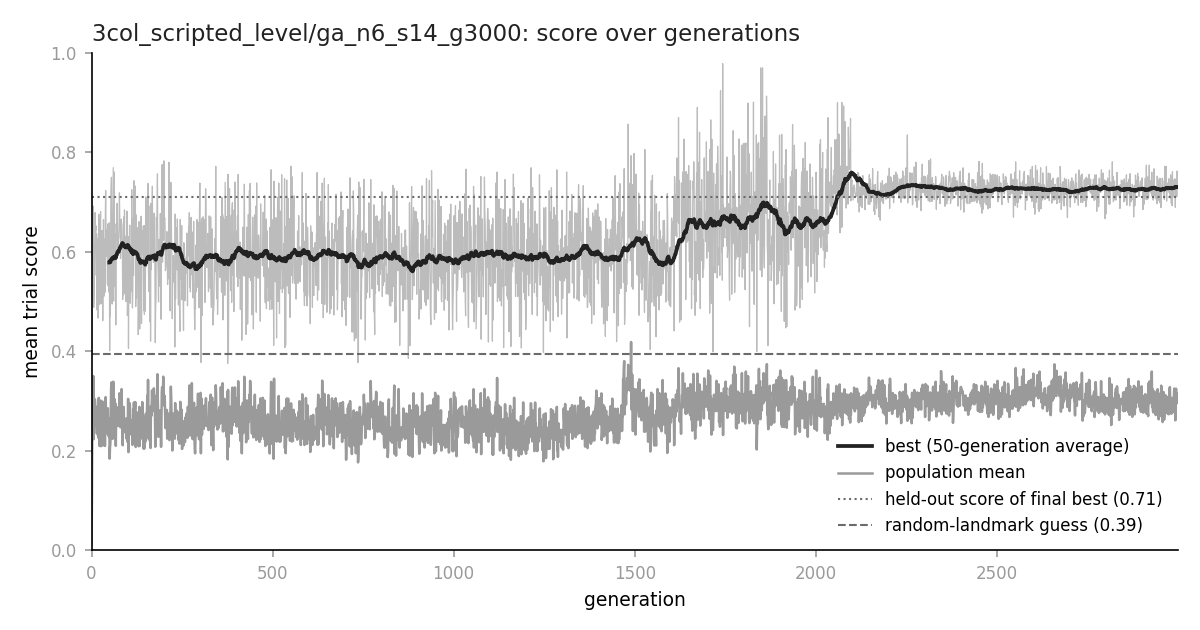 3col_scripted_level/ga_n6_s14_g3000: score over generations
1.0
0.8
0.6
0.4
0.2
0.0
mean trial score
best (50-generation average)
population mean
held-out score of final best (0.71)
random-landmark guess (0.39)
0 500 1000 1500 2000 2500
generation